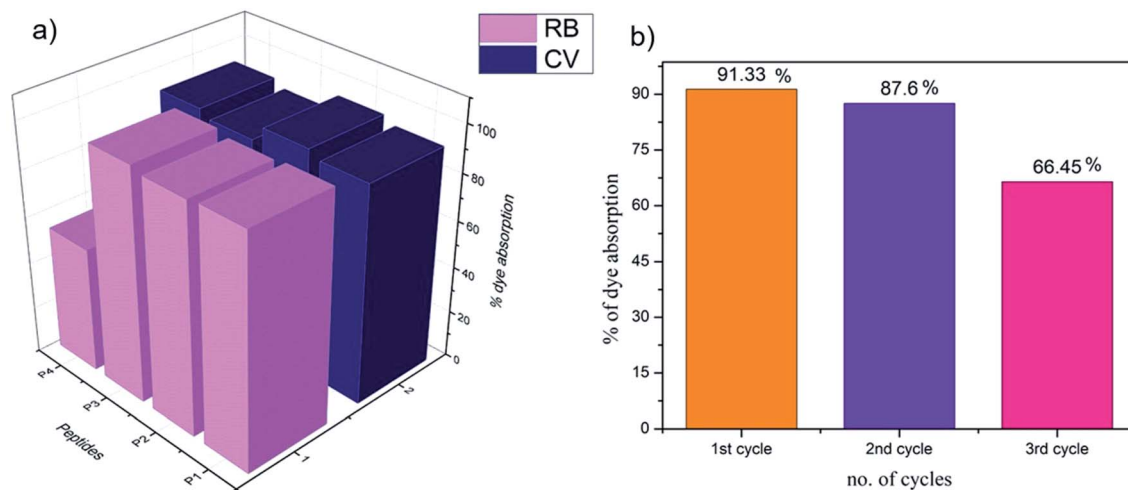 a)
RB
CV
100
80
60
40
20
0
% dye absorption
P4
P3
P2
P1
Peptides
1
2
b)
91.33 %
87.6 %
66.45 %
90
75
60
45
30
15
0
% of dye absorption
1st cycle
2nd cycle
3rd cycle
no. of cycles